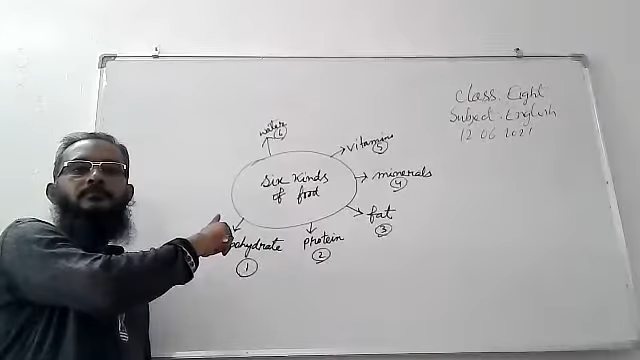 Class: Eight
Subject: English
12 06 2021
Six Kinds
of food
water
6
vitamins
5
minerals
4
fat
3
protein
2
bohydrate
1